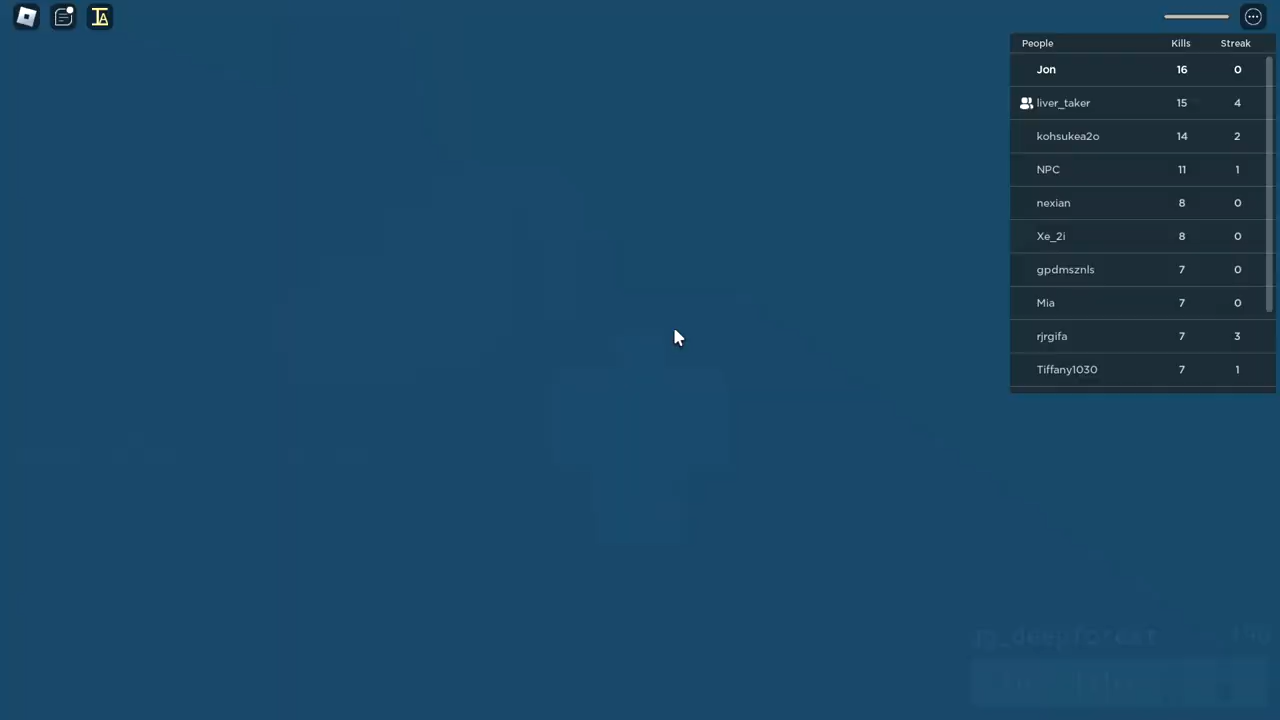 People Kills Streak
Jon 16 0
liver_taker 15 4
kohsukea2o 14 2
NPC 11 1
nexian 8 0
Xe_2i 8 0
gpdmsznls 7 0
Mia 7 0
rjrgifa 7 3
Tiffany1030 7 1